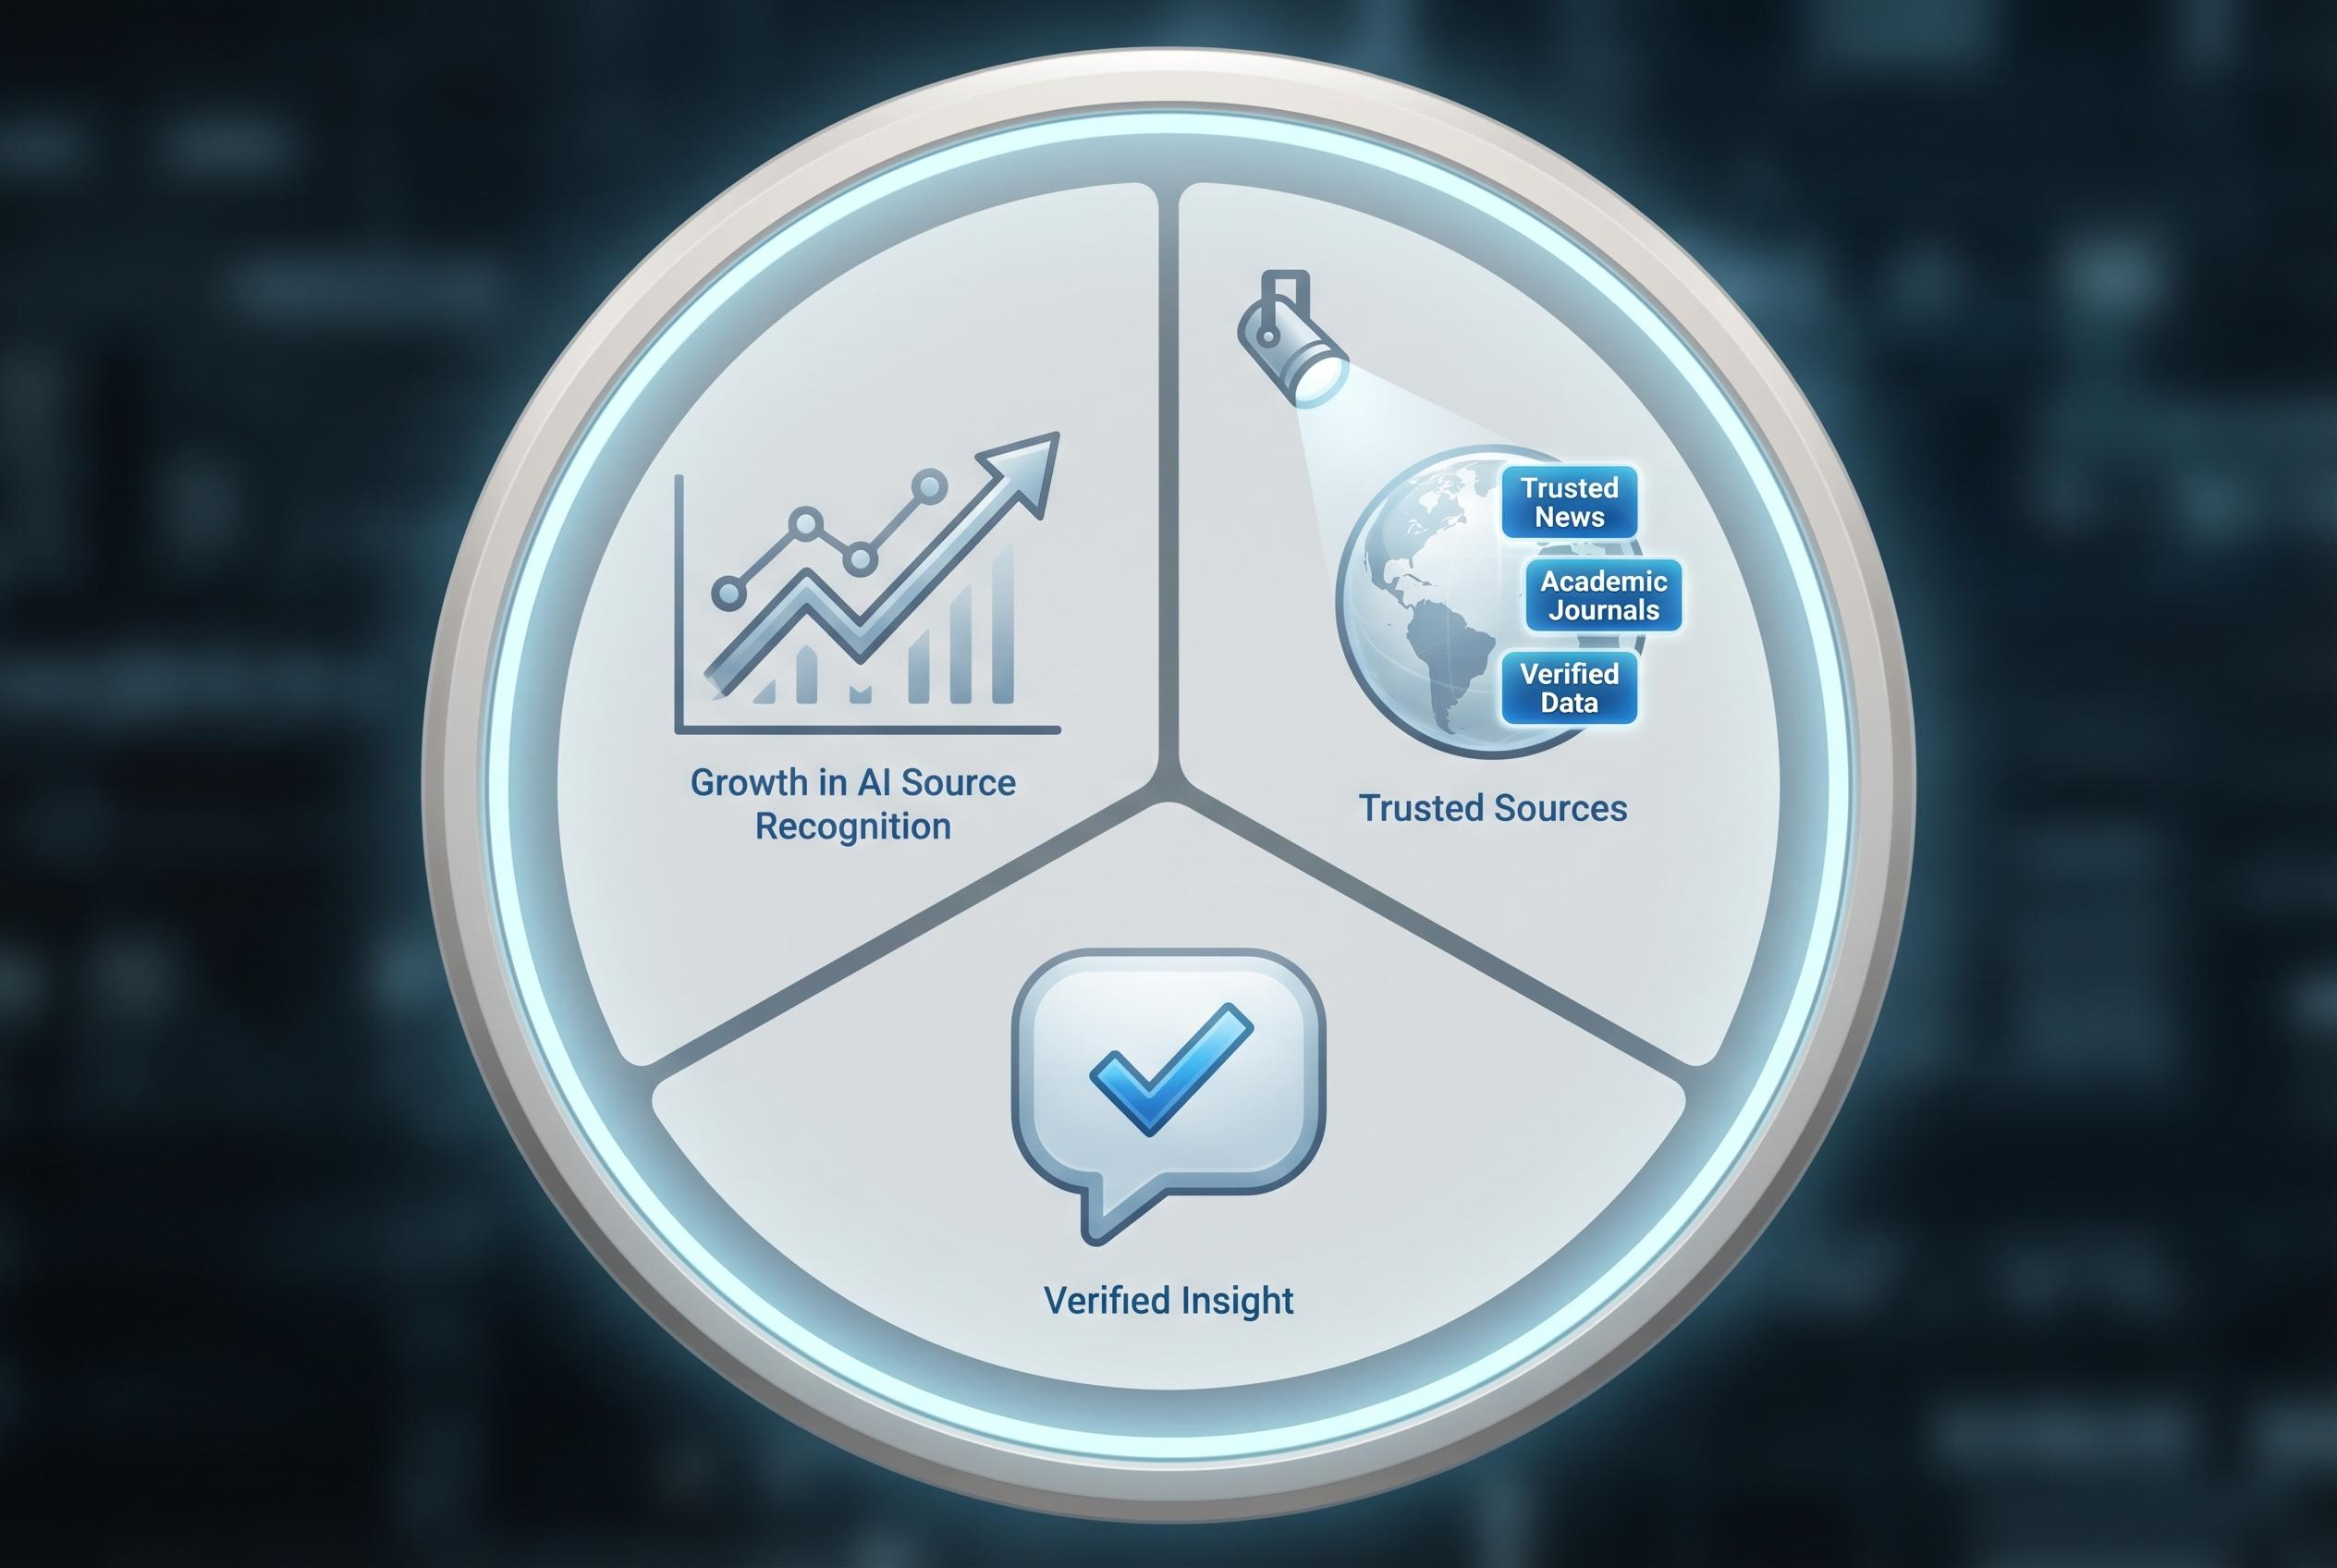 Growth in AI Source
Recognition
Trusted
News
Academic
Journals
Verified
Data
Trusted Sources
Verified Insight